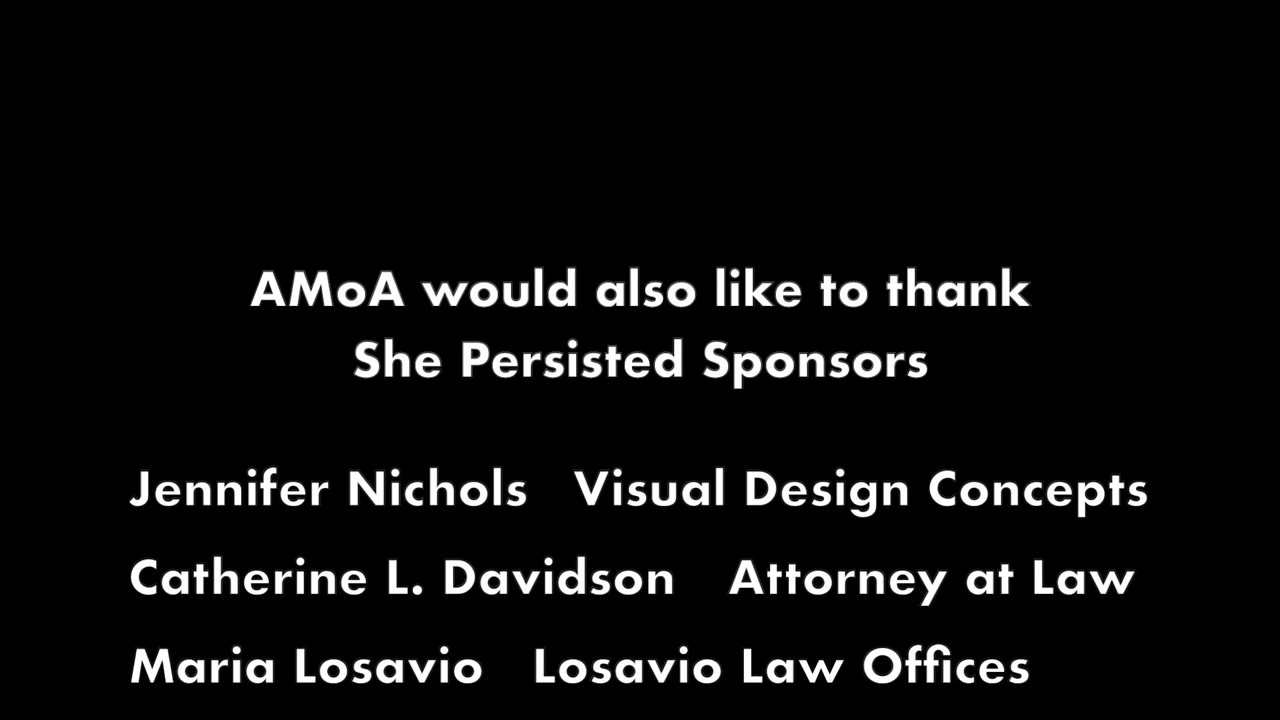 AMoA would also like to thank
She Persisted Sponsors
Jennifer Nichols Visual Design Concepts
Catherine L. Davidson Attorney at Law
Maria Losavio Losavio Law Offices